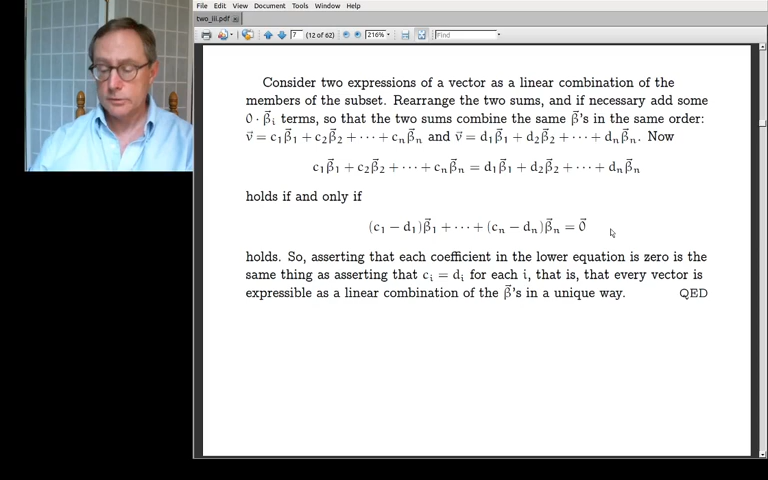 File Edit View Document Tools Window Help
two_iii.pdf
7 (12 of 62) 216% Find
Consider two expressions of a vector as a linear combination of the
members of the subset. Rearrange the two sums, and if necessary add some
0 · β⃗ᵢ terms, so that the two sums combine the same β⃗'s in the same order:
v⃗ = c₁β⃗₁ + c₂β⃗₂ + ··· + cₙβ⃗ₙ and v⃗ = d₁β⃗₁ + d₂β⃗₂ + ··· + dₙβ⃗ₙ. Now
c₁β⃗₁ + c₂β⃗₂ + ··· + cₙβ⃗ₙ = d₁β⃗₁ + d₂β⃗₂ + ··· + dₙβ⃗ₙ
holds if and only if
(c₁ − d₁)β⃗₁ + ··· + (cₙ − dₙ)β⃗ₙ = 0⃗
holds. So, asserting that each coefficient in the lower equation is zero is the
same thing as asserting that cᵢ = dᵢ for each i, that is, that every vector is
expressible as a linear combination of the β⃗'s in a unique way. QED